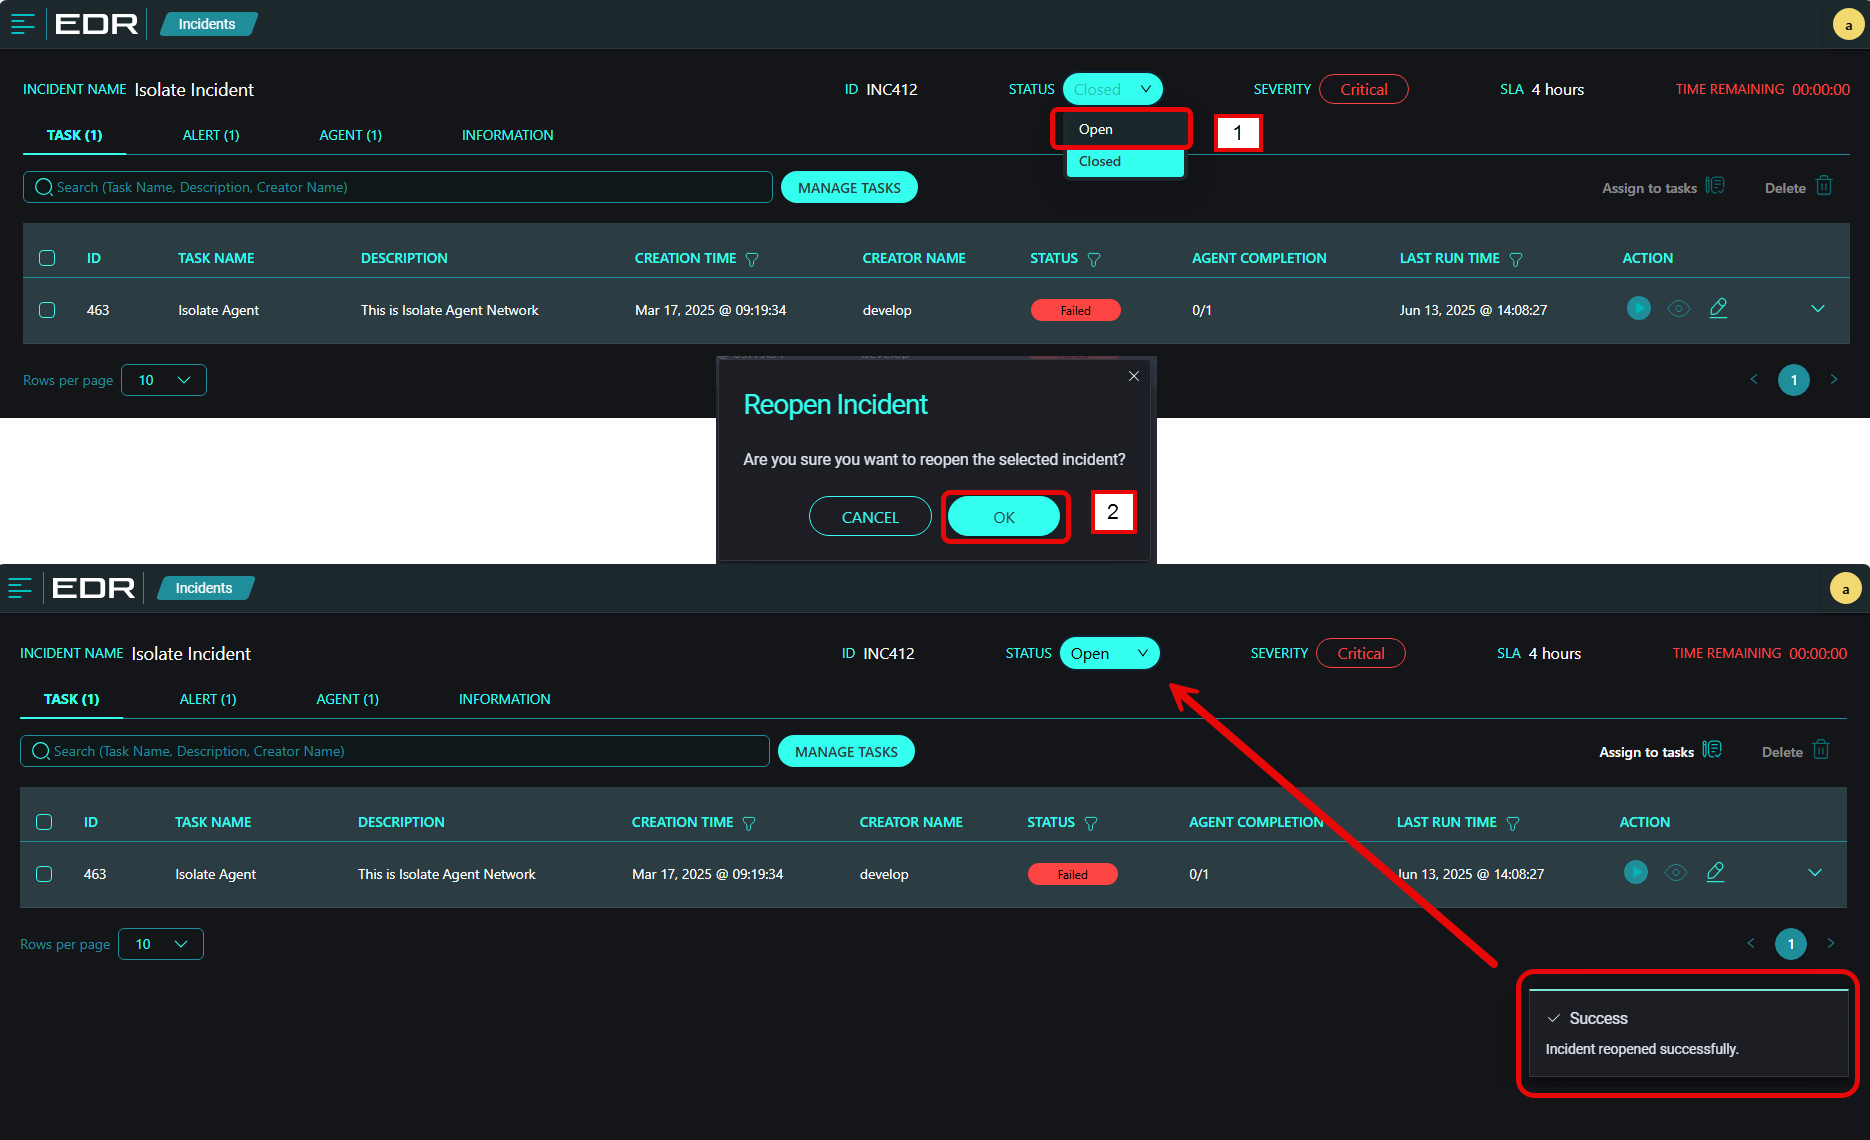 EDR Incidents a
INCIDENT NAME Isolate Incident ID INC412 STATUS Closed SEVERITY Critical SLA 4 hours TIME REMAINING 00:00:00
Open 1
TASK (1) ALERT (1) AGENT (1) INFORMATION
Closed
Search (Task Name, Description, Creator Name) MANAGE TASKS Assign to tasks Delete
ID TASK NAME DESCRIPTION CREATION TIME CREATOR NAME STATUS AGENT COMPLETION LAST RUN TIME ACTION
463 Isolate Agent This is Isolate Agent Network Mar 17, 2025 @ 09:19:34 develop Failed 0/1 Jun 13, 2025 @ 14:08:27
Rows per page 10 < 1 >
Reopen Incident
Are you sure you want to reopen the selected incident?
CANCEL OK 2
EDR Incidents a
INCIDENT NAME Isolate Incident ID INC412 STATUS Open SEVERITY Critical SLA 4 hours TIME REMAINING 00:00:00
TASK (1) ALERT (1) AGENT (1) INFORMATION
Search (Task Name, Description, Creator Name) MANAGE TASKS Assign to tasks Delete
ID TASK NAME DESCRIPTION CREATION TIME CREATOR NAME STATUS AGENT COMPLETION LAST RUN TIME ACTION
463 Isolate Agent This is Isolate Agent Network Mar 17, 2025 @ 09:19:34 develop Failed 0/1 Jun 13, 2025 @ 14:08:27
Rows per page 10 < 1 >
Success
Incident reopened successfully.